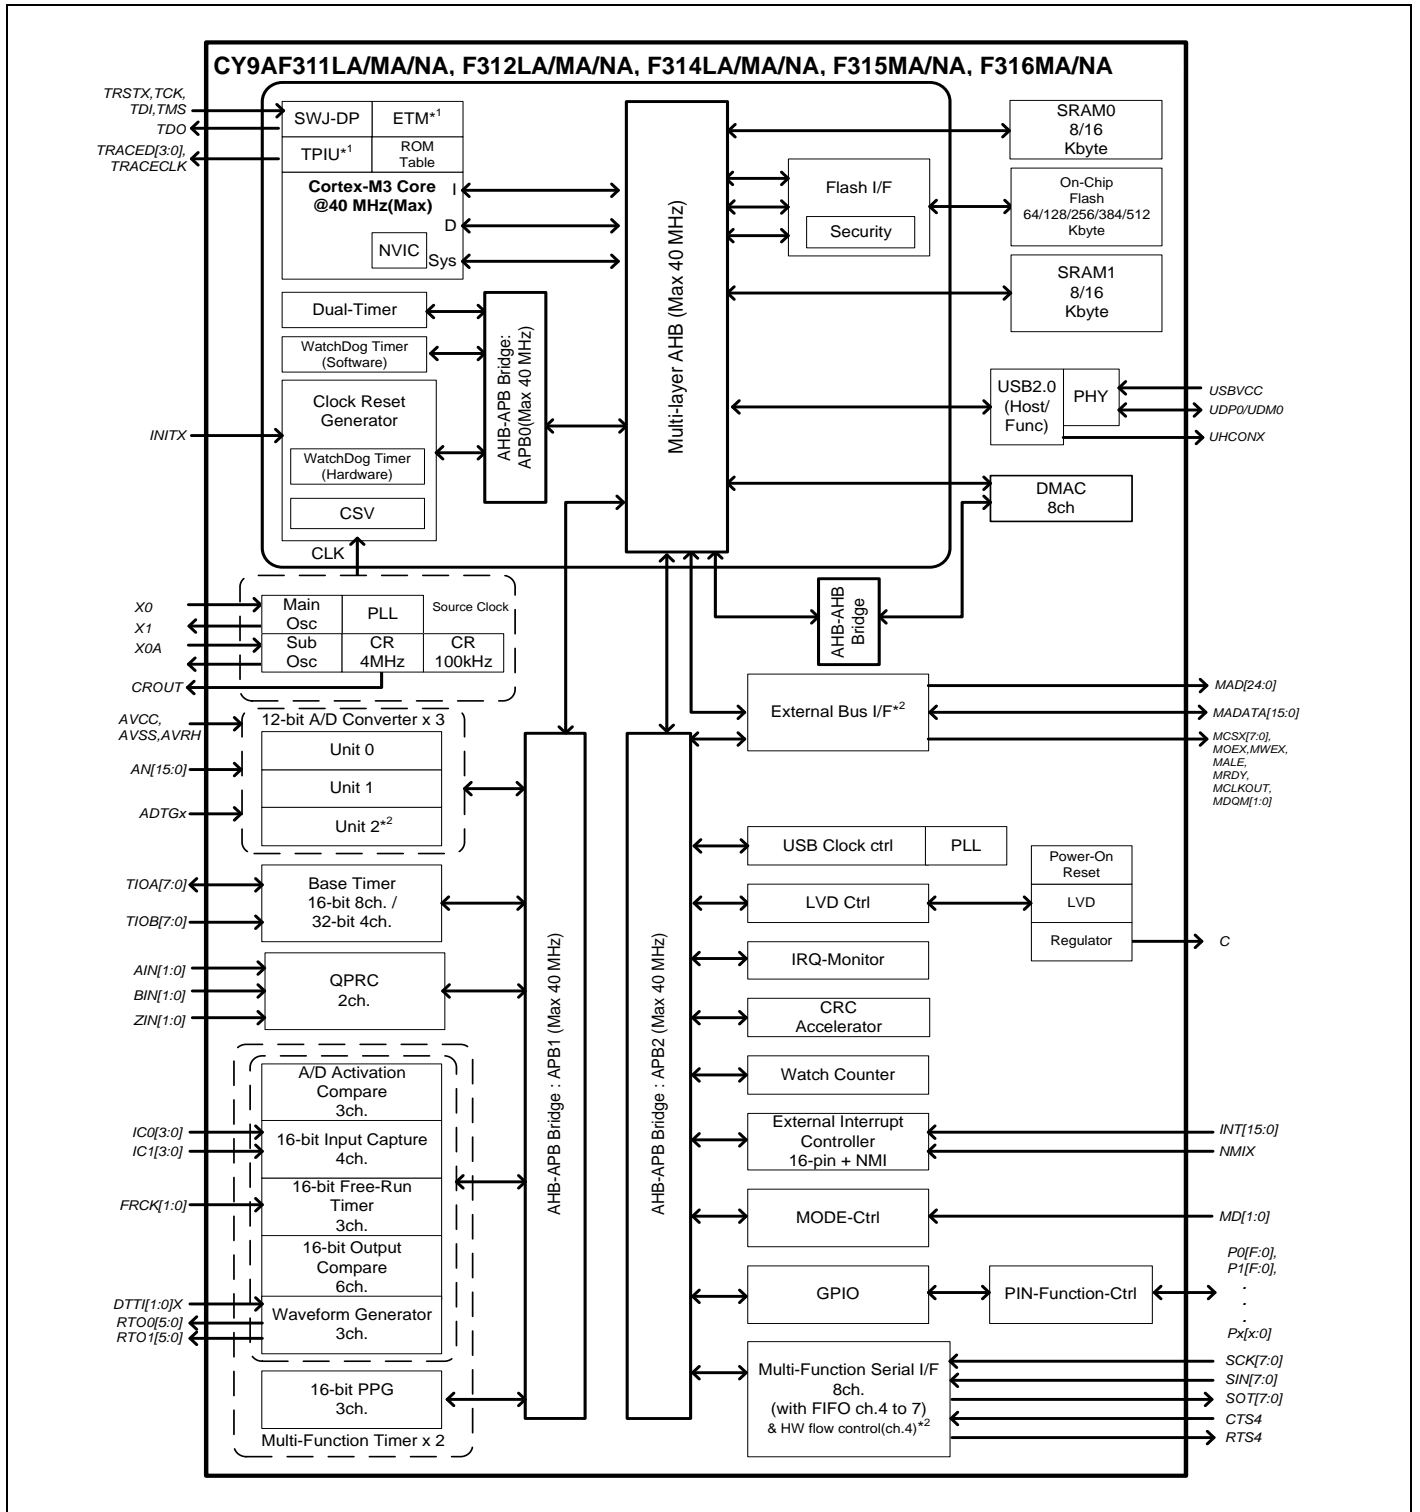 CY9AF311LA/MA/NA, F312LA/MA/NA, F314LA/MA/NA, F315MA/NA, F316MA/NA
TRSTX,TCK,
TDI,TMS
TDO
TRACED[3:0],
TRACECLK
SWJ-DP
ETM*1
TPIU*1
ROM
Table
Cortex-M3 Core
@40 MHz(Max)
I
D
NVIC
Sys
Dual-Timer
WatchDog Timer
(Software)
Clock Reset
Generator
INITX
WatchDog Timer
(Hardware)
CSV
CLK
AHB-APB Bridge:
APB0(Max 40 MHz)
Multi-layer AHB (Max 40 MHz)
Flash I/F
Security
SRAM0
8/16
Kbyte
On-Chip
Flash
64/128/256/384/512
Kbyte
SRAM1
8/16
Kbyte
USB2.0
(Host/
Func)
PHY
USBVCC
UDP0/UDM0
UHCONX
DMAC
8ch
AHB-AHB
Bridge
X0
X1
X0A
CROUT
Main
Osc
PLL
Source Clock
Sub
Osc
CR
4MHz
CR
100kHz
AVCC,
AVSS,AVRH
AN[15:0]
ADTGx
12-bit A/D Converter x 3
Unit 0
Unit 1
Unit 2*2
TIOA[7:0]
TIOB[7:0]
Base Timer
16-bit 8ch. /
32-bit 4ch.
AIN[1:0]
BIN[1:0]
ZIN[1:0]
QPRC
2ch.
A/D Activation
Compare
3ch.
IC0[3:0]
IC1[3:0]
16-bit Input Capture
4ch.
FRCK[1:0]
16-bit Free-Run
Timer
3ch.
16-bit Output
Compare
6ch.
DTTI[1:0]X
RTO0[5:0]
RTO1[5:0]
Waveform Generator
3ch.
16-bit PPG
3ch.
Multi-Function Timer x 2
AHB-APB Bridge : APB1 (Max 40 MHz)
AHB-APB Bridge : APB2 (Max 40 MHz)
External Bus I/F*2
MAD[24:0]
MADATA[15:0]
MCSX[7:0],
MOEX,MWEX,
MALE,
MRDY,
MCLKOUT,
MDQM[1:0]
USB Clock ctrl
PLL
LVD Ctrl
Power-On
Reset
LVD
Regulator
C
IRQ-Monitor
CRC
Accelerator
Watch Counter
External Interrupt
Controller
16-pin + NMI
INT[15:0]
NMIX
MODE-Ctrl
MD[1:0]
GPIO
PIN-Function-Ctrl
P0[F:0],
P1[F:0],
.
.
.
Px[x:0]
Multi-Function Serial I/F
8ch.
(with FIFO ch.4 to 7)
& HW flow control(ch.4)*2
SCK[7:0]
SIN[7:0]
SOT[7:0]
CTS4
RTS4